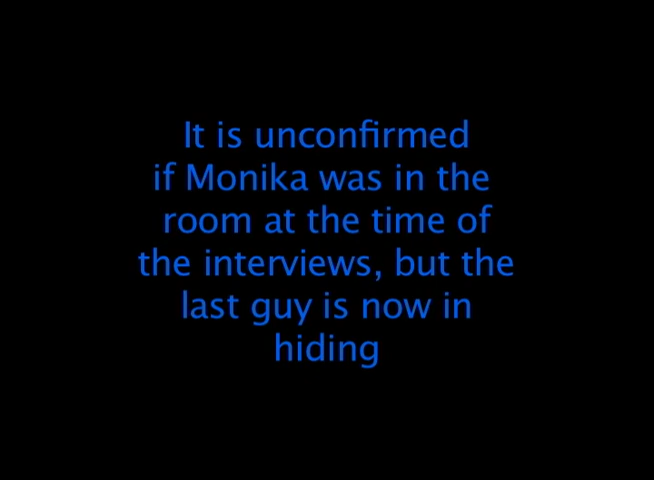 It is unconfirmed
if Monika was in the
room at the time of
the interviews, but the
last guy is now in
hiding